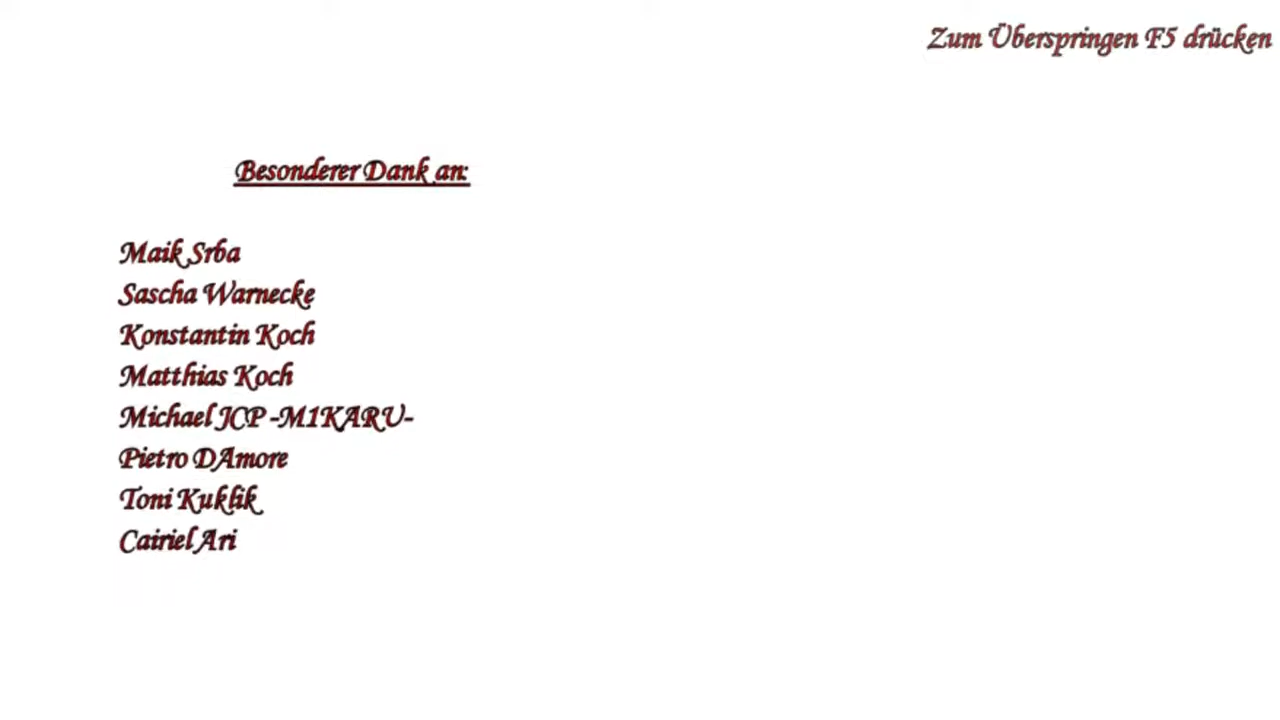 Zum Überspringen F5 drücken
Besonderer Dank an:
Maik Srba
Sascha Warnecke
Konstantin Koch
Matthias Koch
Michael JCP -M1KARU-
Pietro DAmore
Toni Kuklik
Cairiel Ari